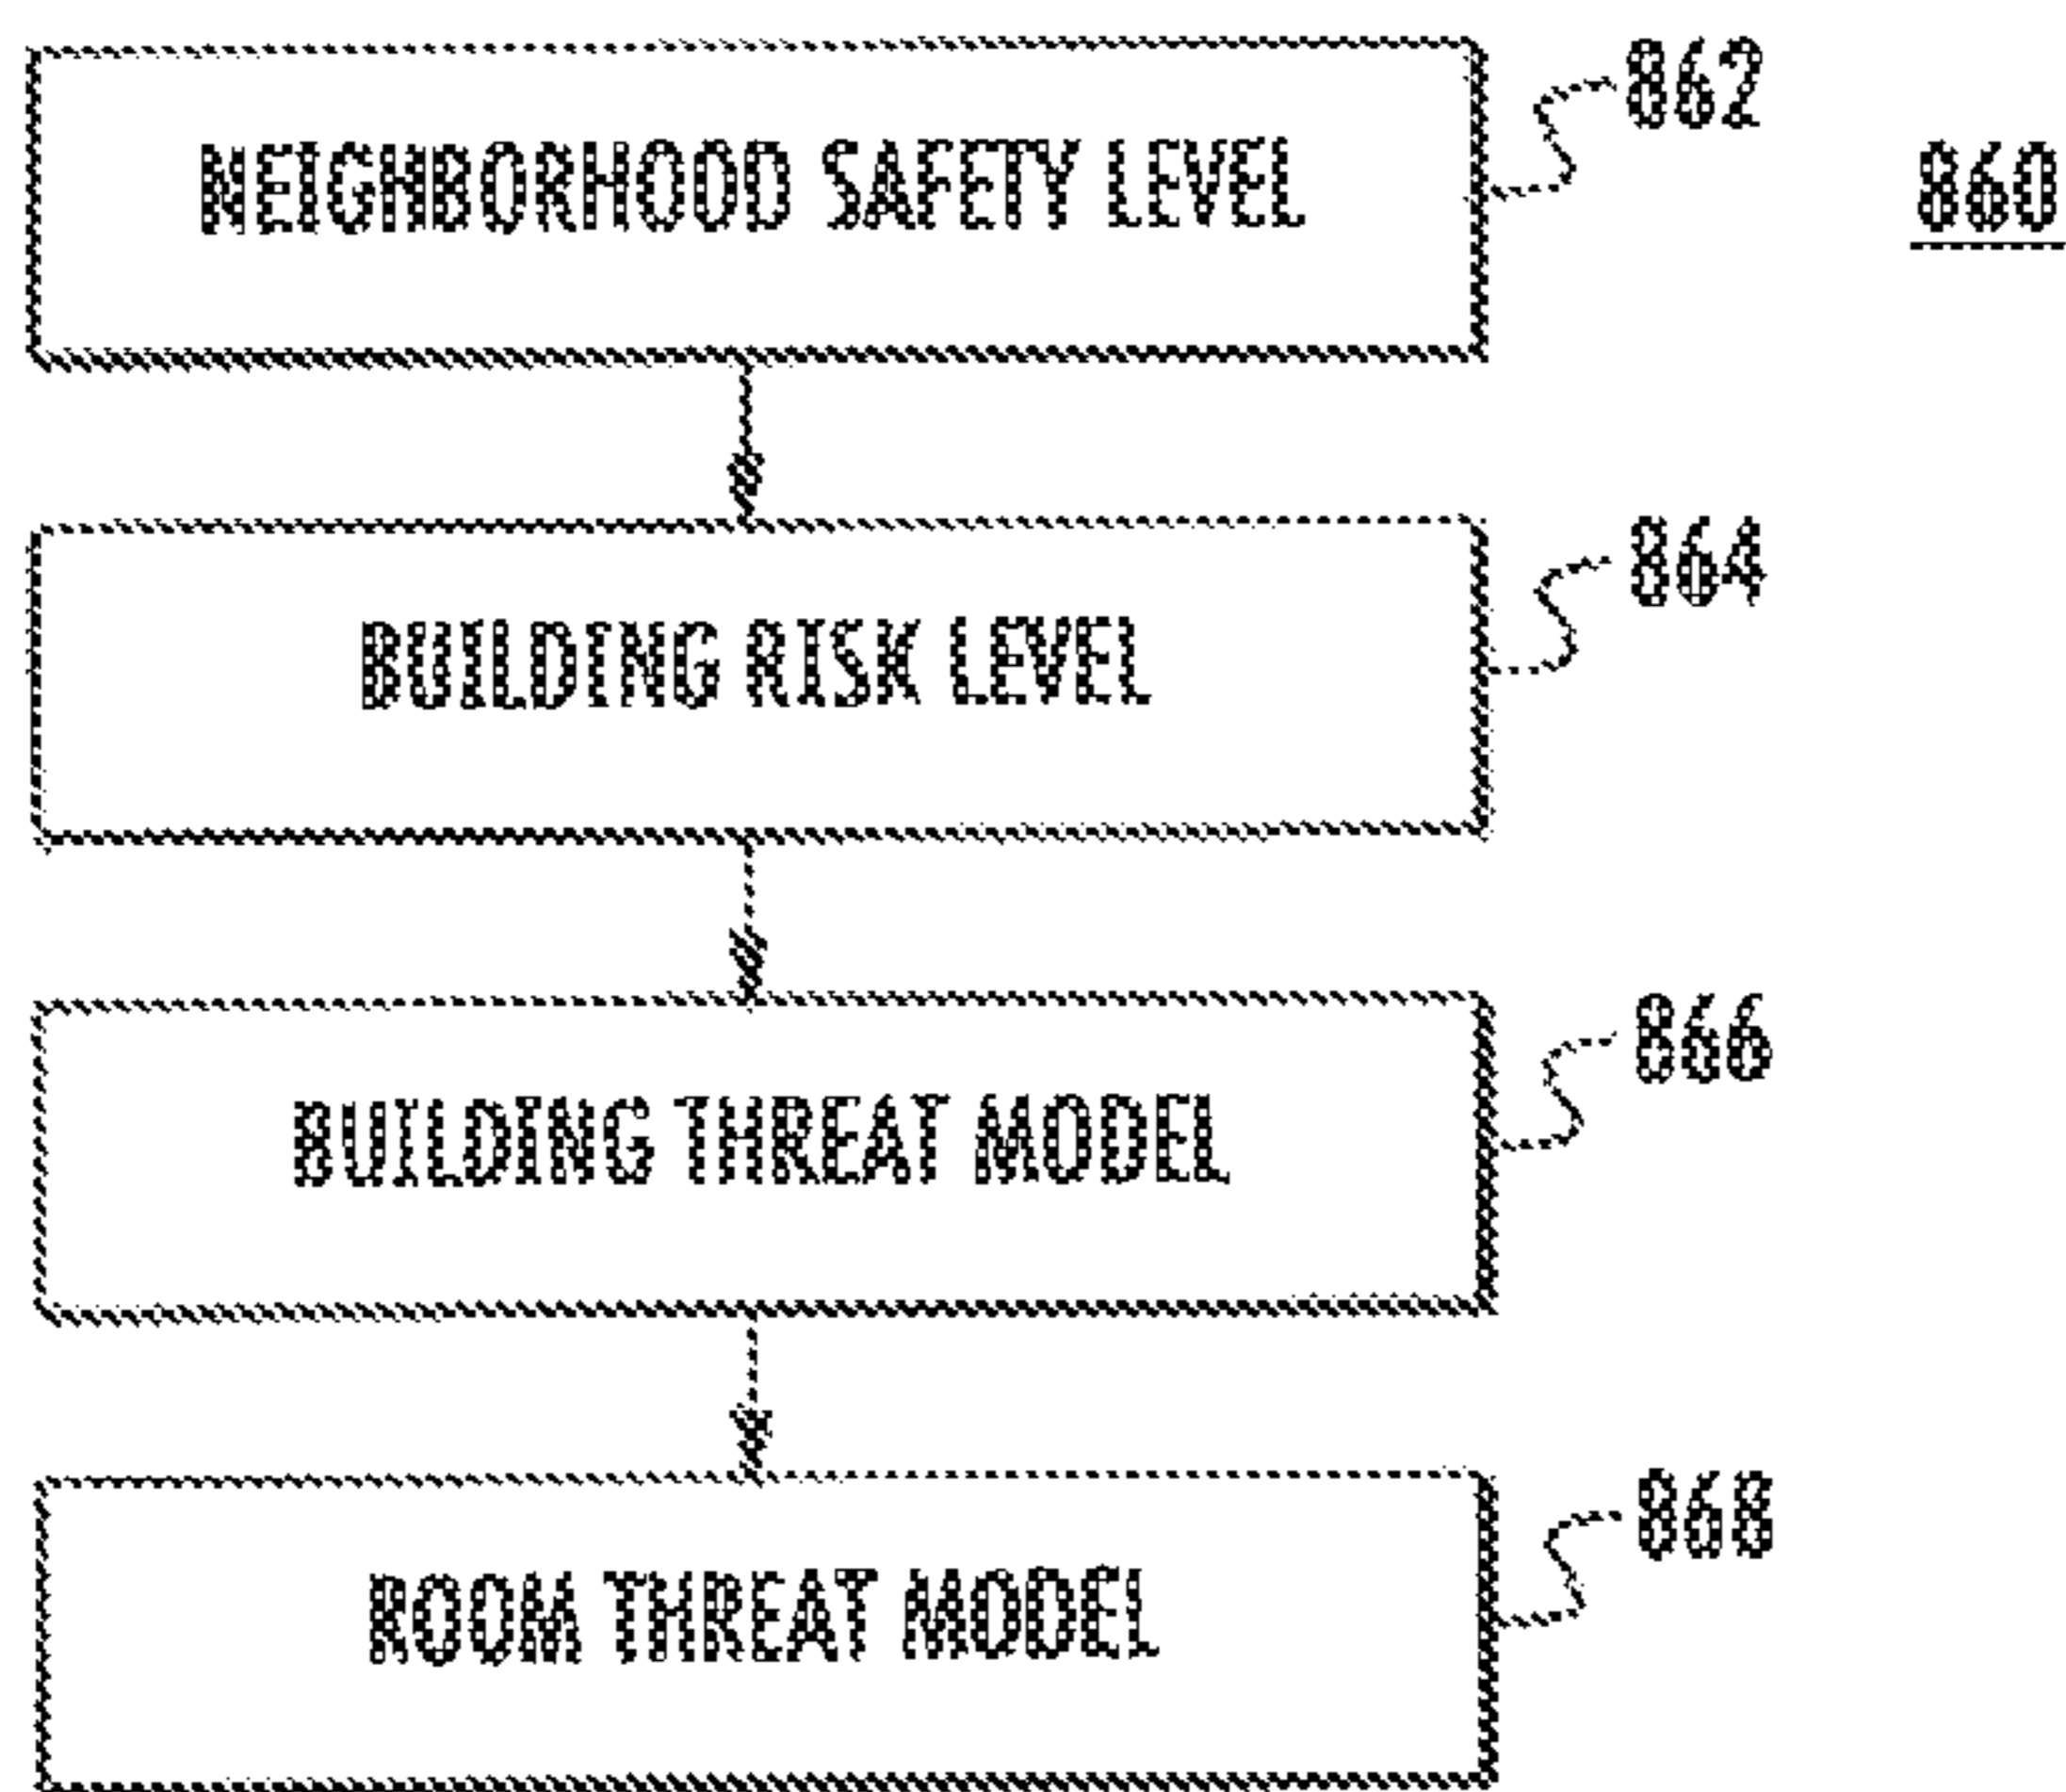 NEIGHBORHOOD SAFETY LEVEL
862
860
BUILDING RISK LEVEL
864
BUILDING THREAT MODEL
866
ROOM THREAT MODEL
868